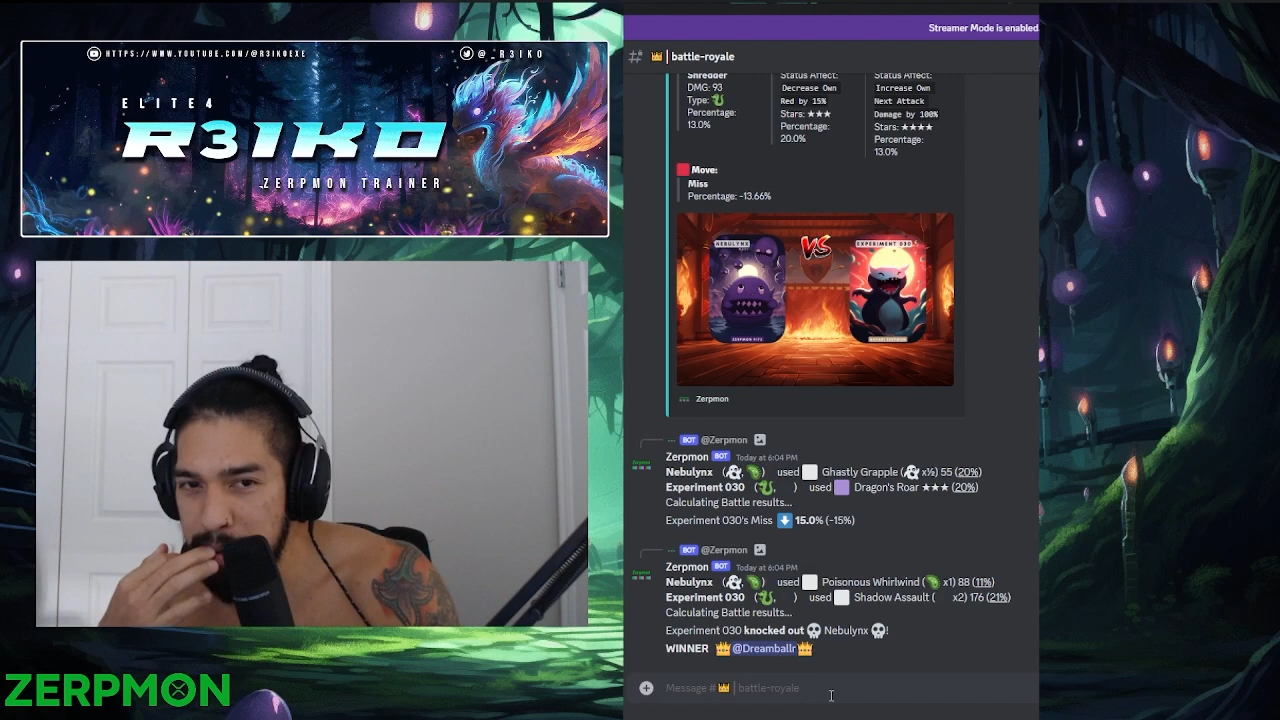 HTTPS://WWW.YOUTUBE.COM/@R3IKOEXE
@_R3IKO
ELITE4
R3IKO
ZERPMON TRAINER
ZERPMON
Streamer Mode is enabled
battle-royale
Shredder
DMG: 93
Type:
Percentage:
13.0%
Status Affect:
Decrease Own
Red by 15%
Stars: ★★★
Percentage:
20.0%
Status Affect:
Increase Own
Next Attack
Damage by 100%
Stars: ★★★★
Percentage:
13.0%
Move:
Miss
Percentage: -13.66%
NEBULYNX
VS
EXPERIMENT 030
Zerpmon
BOT @Zerpmon
Zerpmon BOT Today at 6:04 PM
Nebulynx (👻, 🍃) used ⬜ Ghastly Grapple (👻 x½) 55 (20%)
Experiment 030 (🐉, ) used 🟪 Dragon's Roar ★★★ (20%)
Calculating Battle results...
Experiment 030's Miss ⬇️ 15.0% (-15%)
BOT @Zerpmon
Zerpmon BOT Today at 6:04 PM
Nebulynx (👻, 🍃) used ⬜ Poisonous Whirlwind (🍃 x1) 88 (11%)
Experiment 030 (🐉, ) used ⬜ Shadow Assault ( x2) 176 (21%)
Calculating Battle results...
Experiment 030 knocked out 💀 Nebulynx 💀!
WINNER 👑@Dreamballr👑
Message #👑 | battle-royale